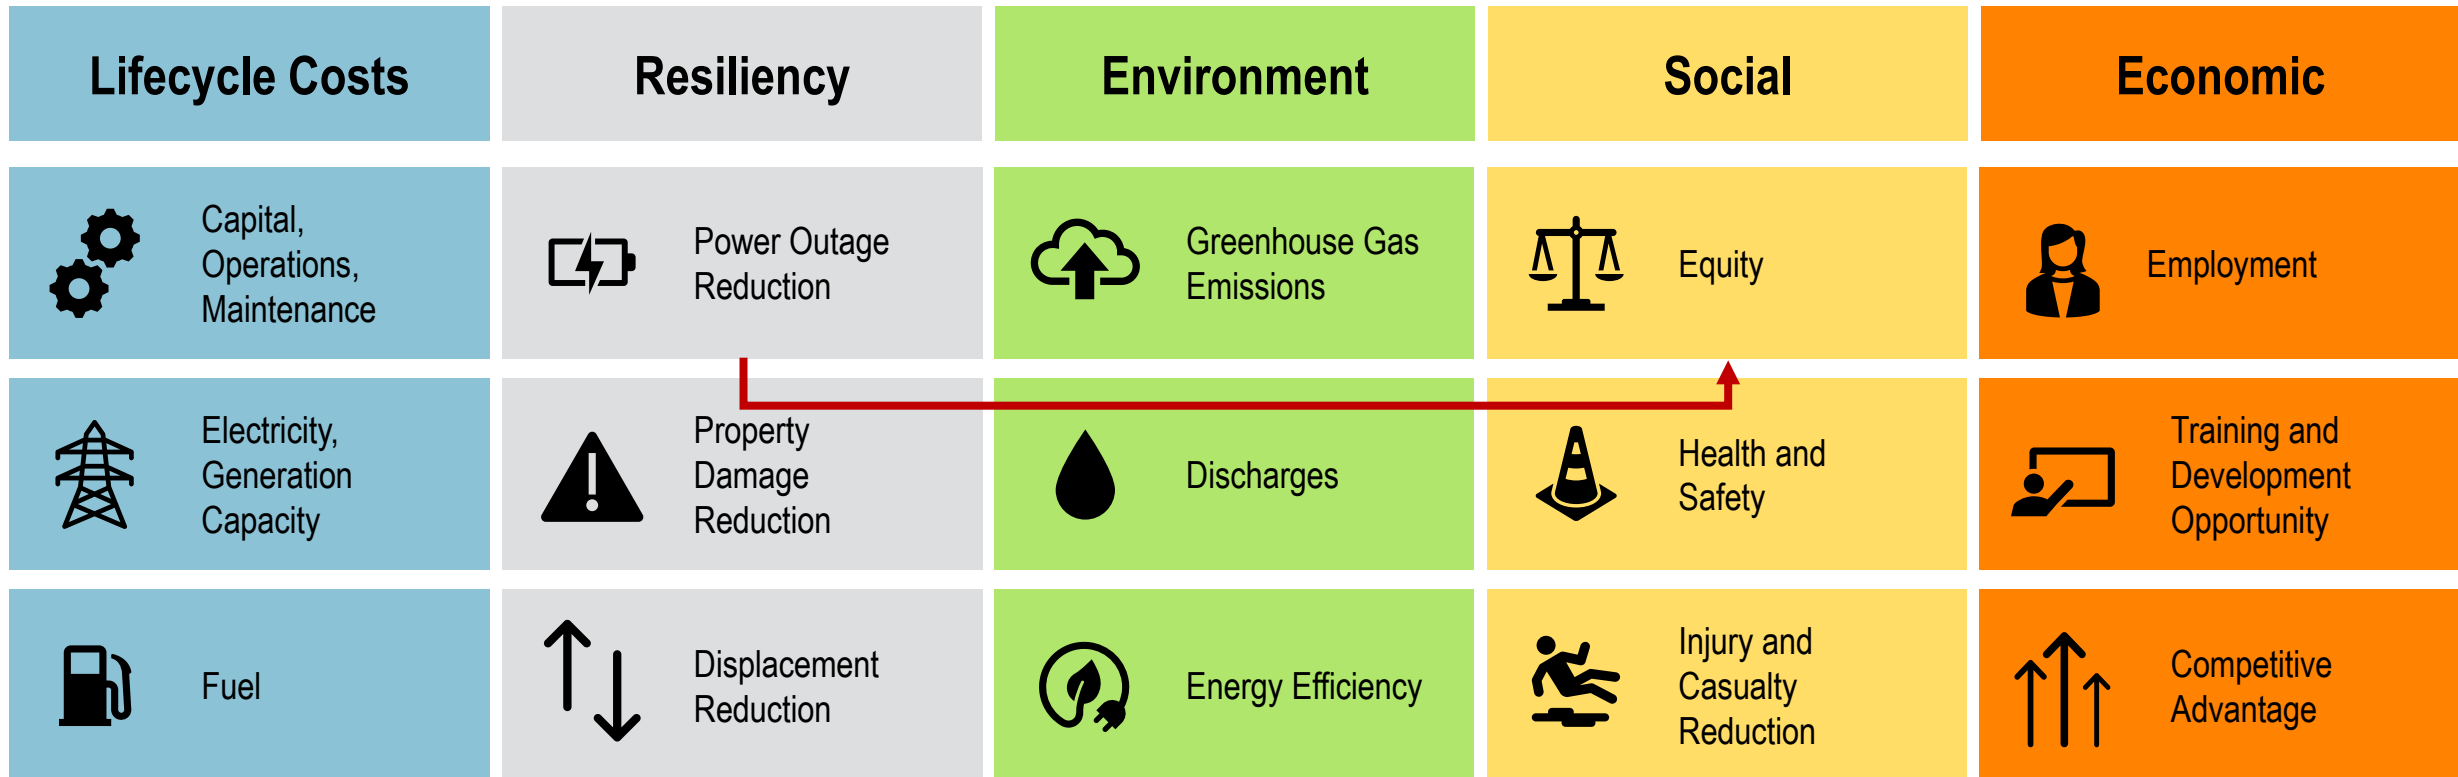 Lifecycle Costs
Resiliency
Environment
Social
Economic
Capital,
Operations,
Maintenance
Power Outage
Reduction
Greenhouse Gas
Emissions
Equity
Employment
Electricity,
Generation
Capacity
Property
Damage
Reduction
Discharges
Health and
Safety
Training and
Development
Opportunity
Fuel
Displacement
Reduction
Energy Efficiency
Injury and
Casualty
Reduction
Competitive
Advantage